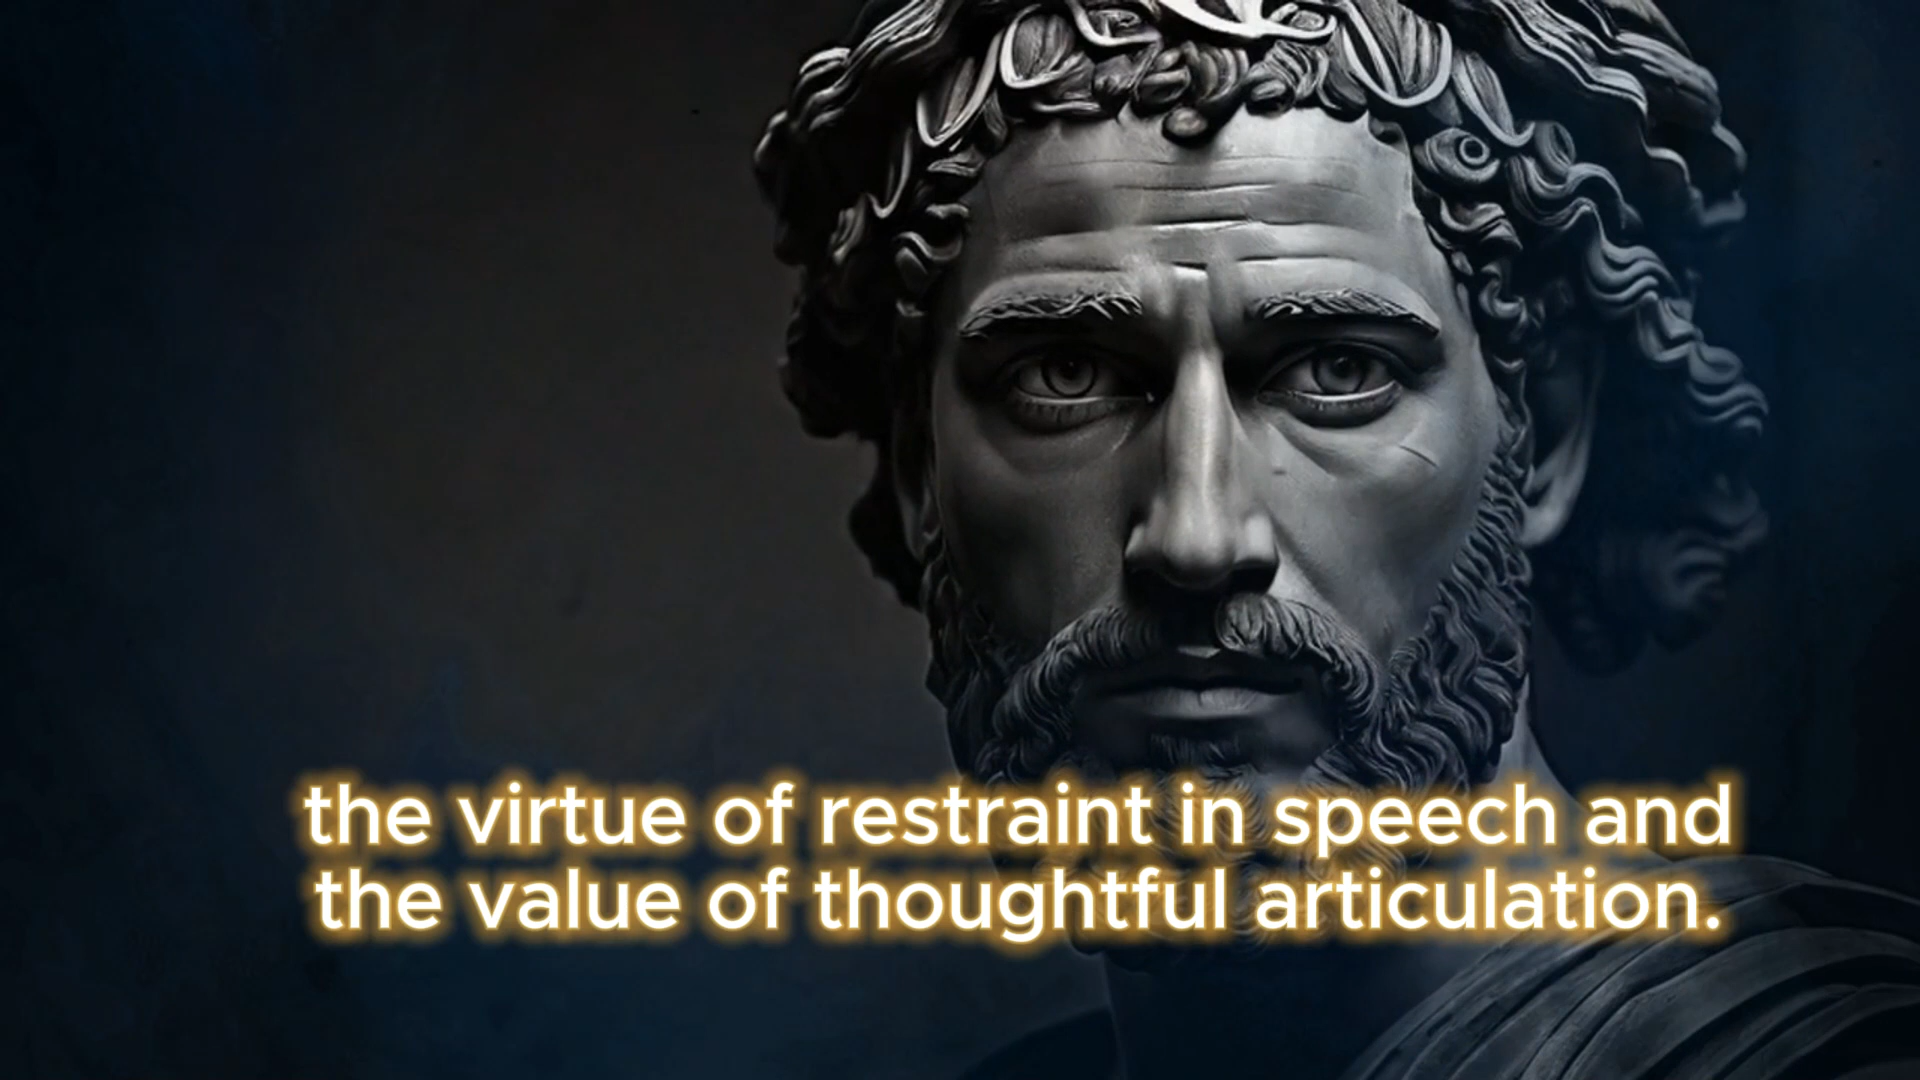 the virtue of restraint in speech and
the value of thoughtful articulation.